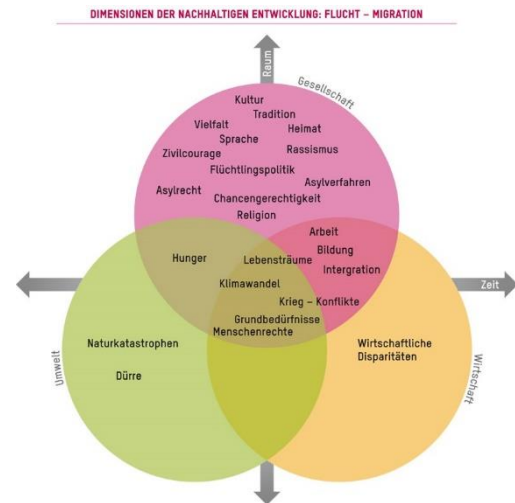 DIMENSIONEN DER NACHHALTIGEN ENTWICKLUNG: FLUCHT – MIGRATION
Raum
Gesellschaft
Kultur
Tradition
Vielfalt
Heimat
Sprache
Zivilcourage
Rassismus
Flüchtlingspolitik
Asylverfahren
Asylrecht
Chancengerechtigkeit
Religion
Arbeit
Bildung
Hunger
Lebensträume
Intergration
Klimawandel
Zeit
Krieg – Konflikte
Grundbedürfnisse
Menschenrechte
Naturkatastrophen
Wirtschaftliche
Disparitäten
Dürre
Umwelt
Wirtschaft